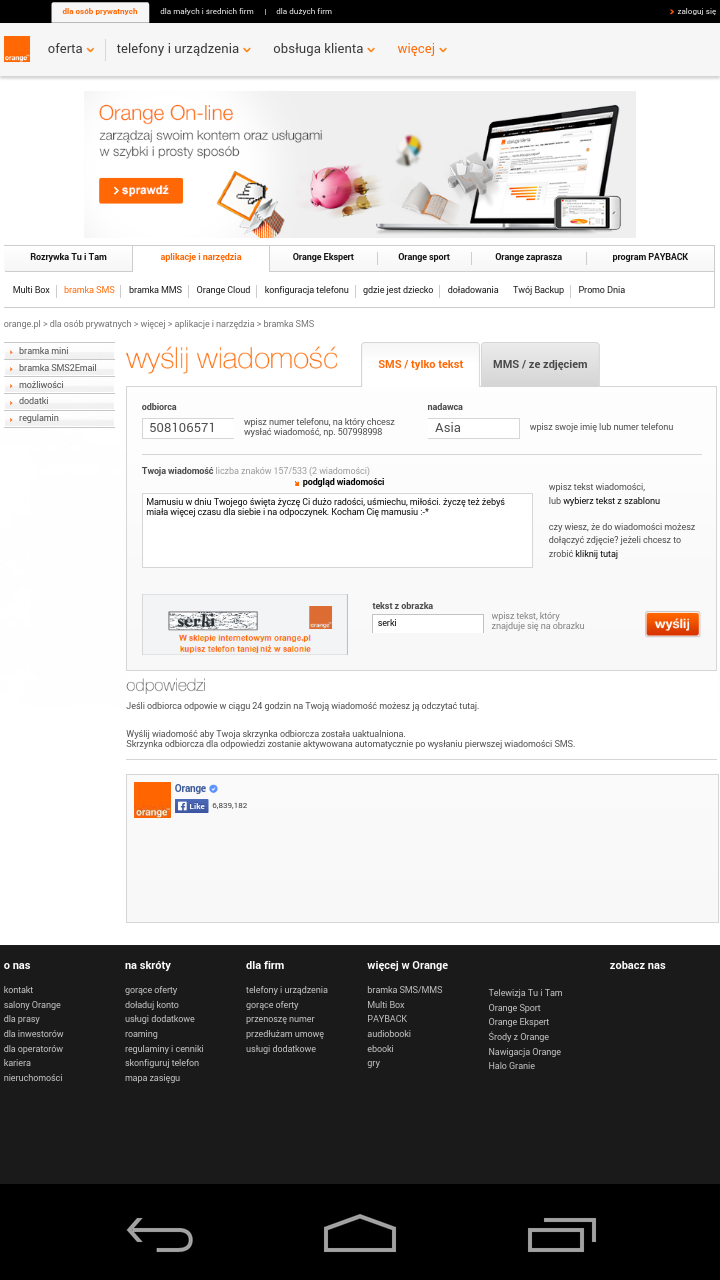 dla osób prywatnych dla małych i średnich firm | dla dużych firm zaloguj się
orange™ oferta telefony i urządzenia obsługa klienta więcej
Orange On-line
zarządzaj swoim kontem oraz usługami
w szybki i prosty sposób
sprawdź
Rozrywka Tu i Tam aplikacje i narzędzia Orange Ekspert Orange sport Orange zaprasza program PAYBACK
Multi Box bramka SMS bramka MMS Orange Cloud konfiguracja telefonu gdzie jest dziecko doładowania Twój Backup Promo Dnia
orange.pl > dla osób prywatnych > więcej > aplikacje i narzędzia > bramka SMS
bramka mini
bramka SMS2Email
możliwości
dodatki
regulamin
wyślij wiadomość
SMS / tylko tekst MMS / ze zdjęciem
odbiorca
508106571
wpisz numer telefonu, na który chcesz
wysłać wiadomość, np. 507998998
nadawca
Asia
wpisz swoje imię lub numer telefonu
Twoja wiadomość liczba znaków 157/533 (2 wiadomości)
podgląd wiadomości
Mamusiu w dniu Twojego święta życzę Ci dużo radości, uśmiechu, miłości. życzę też żebyś
miała więcej czasu dla siebie i na odpoczynek. Kocham Cię mamusiu :-*
wpisz tekst wiadomości,
lub wybierz tekst z szablonu
czy wiesz, że do wiadomości możesz
dołączyć zdjęcie? jeżeli chcesz to
zrobić kliknij tutaj
serki
orange™
W sklepie internetowym orange.pl
kupisz telefon taniej niż w salonie
tekst z obrazka
serki
wpisz tekst, który
znajduje się na obrazku
wyślij
odpowiedzi
Jeśli odbiorca odpowie w ciągu 24 godzin na Twoją wiadomość możesz ją odczytać tutaj.
Wyślij wiadomość aby Twoja skrzynka odbiorcza została uaktualniona.
Skrzynka odbiorcza dla odpowiedzi zostanie aktywowana automatycznie po wysłaniu pierwszej wiadomości SMS.
orange™
Orange
Like 6,839,182
o nas
kontakt
salony Orange
dla prasy
dla inwestorów
dla operatorów
kariera
nieruchomości
na skróty
gorące oferty
doładuj konto
usługi dodatkowe
roaming
regulaminy i cenniki
skonfiguruj telefon
mapa zasięgu
dla firm
telefony i urządzenia
gorące oferty
przenoszę numer
przedłużam umowę
usługi dodatkowe
więcej w Orange
bramka SMS/MMS
Multi Box
PAYBACK
audiobooki
ebooki
gry
Telewizja Tu i Tam
Orange Sport
Orange Ekspert
Środy z Orange
Nawigacja Orange
Halo Granie
zobacz nas